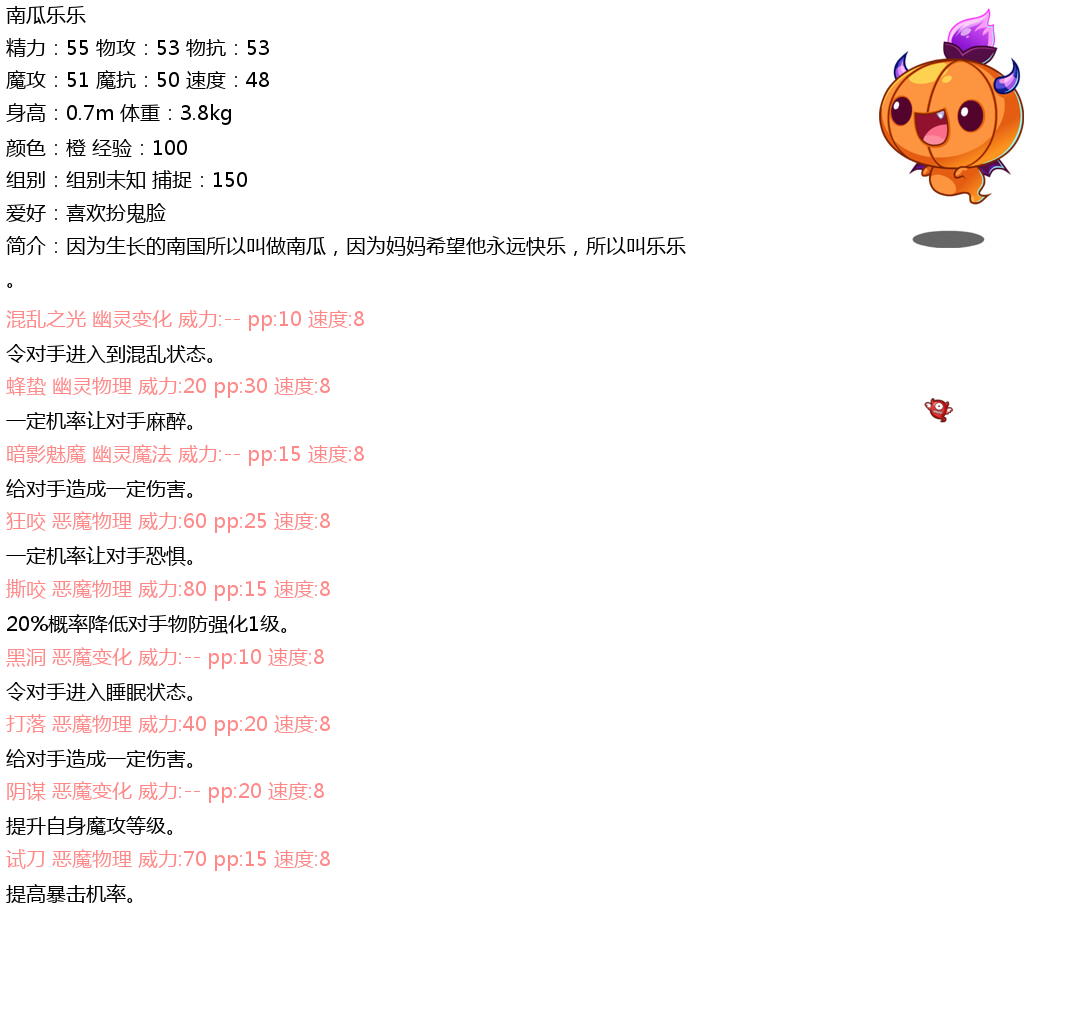 南瓜乐乐
精力：55 物攻：53 物抗：53
魔攻：51 魔抗：50 速度：48
身高：0.7m 体重：3.8kg
颜色：橙 经验：100
组别：组别未知 捕捉：150
爱好：喜欢扮鬼脸
简介：因为生长的南国所以叫做南瓜，因为妈妈希望他永远快乐，所以叫乐乐
。
混乱之光 幽灵变化 威力:-- pp:10 速度:8
令对手进入到混乱状态。
蜂蛰 幽灵物理 威力:20 pp:30 速度:8
一定机率让对手麻醉。
暗影魅魔 幽灵魔法 威力:-- pp:15 速度:8
给对手造成一定伤害。
狂咬 恶魔物理 威力:60 pp:25 速度:8
一定机率让对手恐惧。
撕咬 恶魔物理 威力:80 pp:15 速度:8
20%概率降低对手物防强化1级。
黑洞 恶魔变化 威力:-- pp:10 速度:8
令对手进入睡眠状态。
打落 恶魔物理 威力:40 pp:20 速度:8
给对手造成一定伤害。
阴谋 恶魔变化 威力:-- pp:20 速度:8
提升自身魔攻等级。
试刀 恶魔物理 威力:70 pp:15 速度:8
提高暴击机率。